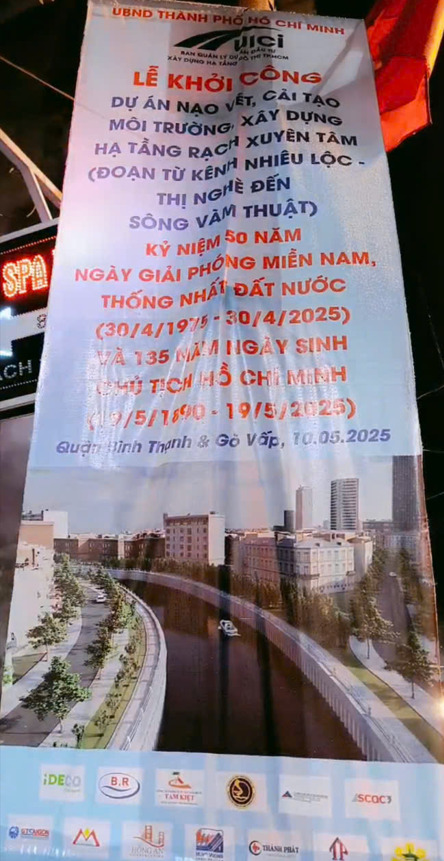 UBND THÀNH PHỐ HỒ CHÍ MINH
UICI
LỄ KHỞI CÔNG
DỰ ÁN NẠO VÉT, CẢI TẠO
MÔI TRƯỜNG, XÂY DỰNG
HẠ TẦNG RẠCH XUYÊN TÂM
(ĐOẠN TỪ KÊNH NHIÊU LỘC -
THỊ NGHÈ ĐẾN
SÔNG VÀM THUẬT)
KỶ NIỆM 50 NĂM
NGÀY GIẢI PHÓNG MIỀN NAM,
THỐNG NHẤT ĐẤT NƯỚC
(30/4/1975 - 30/4/2025)
VÀ 135 NĂM NGÀY SINH
CHỦ TỊCH HỒ CHÍ MINH
(19/5/1890 - 19/5/2025)
Quận Bình Thạnh & Gò Vấp, 10.05.2025
SPA
ÁCH
IDECO
B.R
TAM KIỆT
SCQC
THÀNH PHÁT